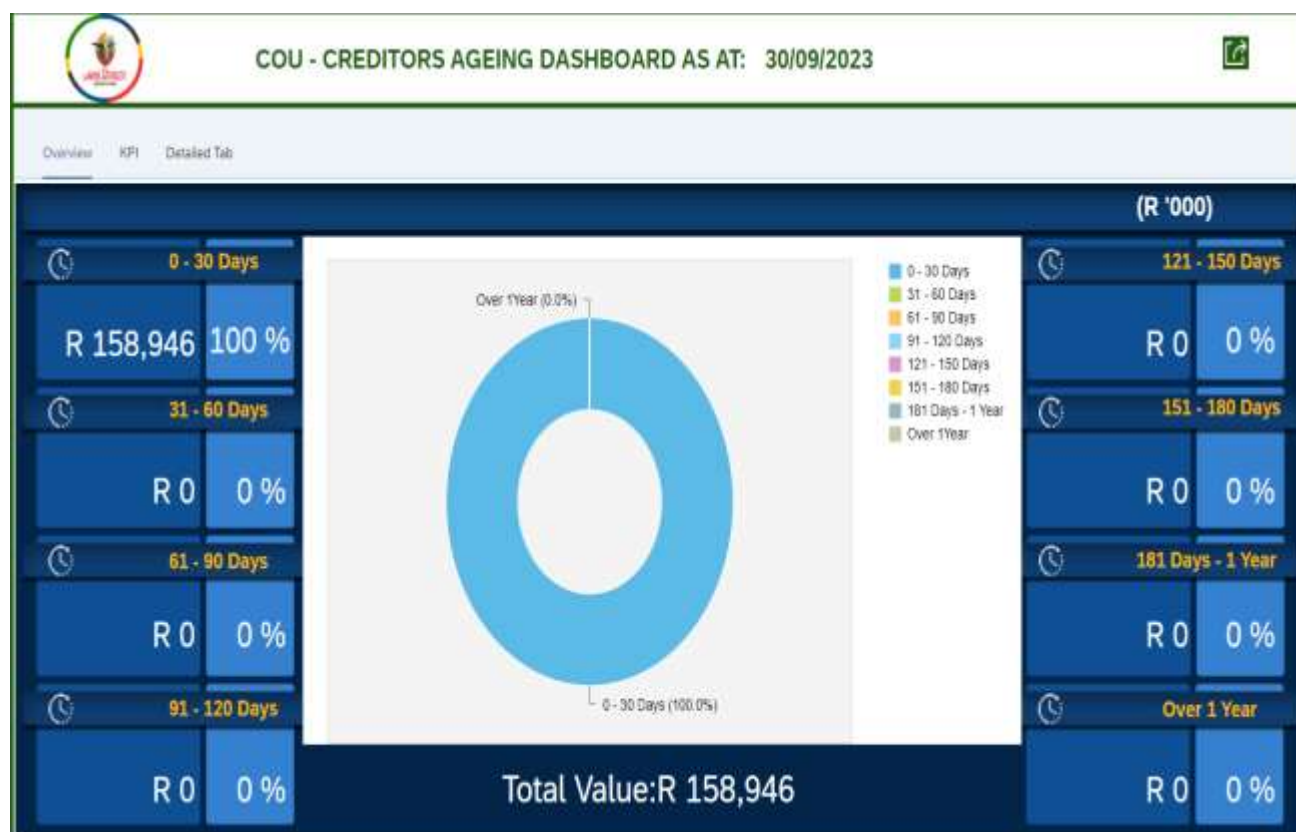 COU - CREDITORS AGEING DASHBOARD AS AT: 30/09/2023
Overview KPI Detailed Tab
(R '000)
0 - 30 Days
R 158,946 100 %
31 - 60 Days
R 0 0 %
61 - 90 Days
R 0 0 %
91 - 120 Days
R 0 0 %
Over 1Year (0.0%)
0 - 30 Days (100.0%)
0 - 30 Days
31 - 60 Days
61 - 90 Days
91 - 120 Days
121 - 150 Days
151 - 180 Days
181 Days - 1 Year
Over 1Year
Total Value:R 158,946
121 - 150 Days
R 0 0 %
151 - 180 Days
R 0 0 %
181 Days - 1 Year
R 0 0 %
Over 1 Year
R 0 0 %